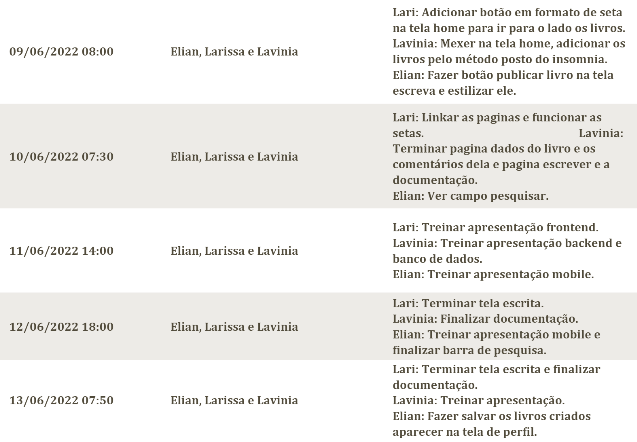 Lari: Adicionar botão em formato de seta
na tela home para ir para o lado os livros.
09/06/2022 08:00 Elian, Larissa e Lavinia Lavinia: Mexer na tela home, adicionar os
livros pelo método posto do insomnia.
Elian: Fazer botão publicar livro na tela
escreva e estilizar ele.
Lari: Linkar as paginas e funcionar as
setas. Lavinia:
10/06/2022 07:30 Elian, Larissa e Lavinia Terminar pagina dados do livro e os
comentários dela e pagina escrever e a
documentação.
Elian: Ver campo pesquisar.
Lari: Treinar apresentação frontend.
11/06/2022 14:00 Elian, Larissa e Lavinia Lavinia: Treinar apresentação backend e
banco de dados.
Elian: Treinar apresentação mobile.
Lari: Terminar tela escrita.
12/06/2022 18:00 Elian, Larissa e Lavinia Lavinia: Finalizar documentação.
Elian: Treinar apresentação mobile e
finalizar barra de pesquisa.
Lari: Terminar tela escrita e finalizar
documentação.
13/06/2022 07:50 Elian, Larissa e Lavinia Lavinia: Treinar apresentação.
Elian: Fazer salvar os livros criados
aparecer na tela de perfil.